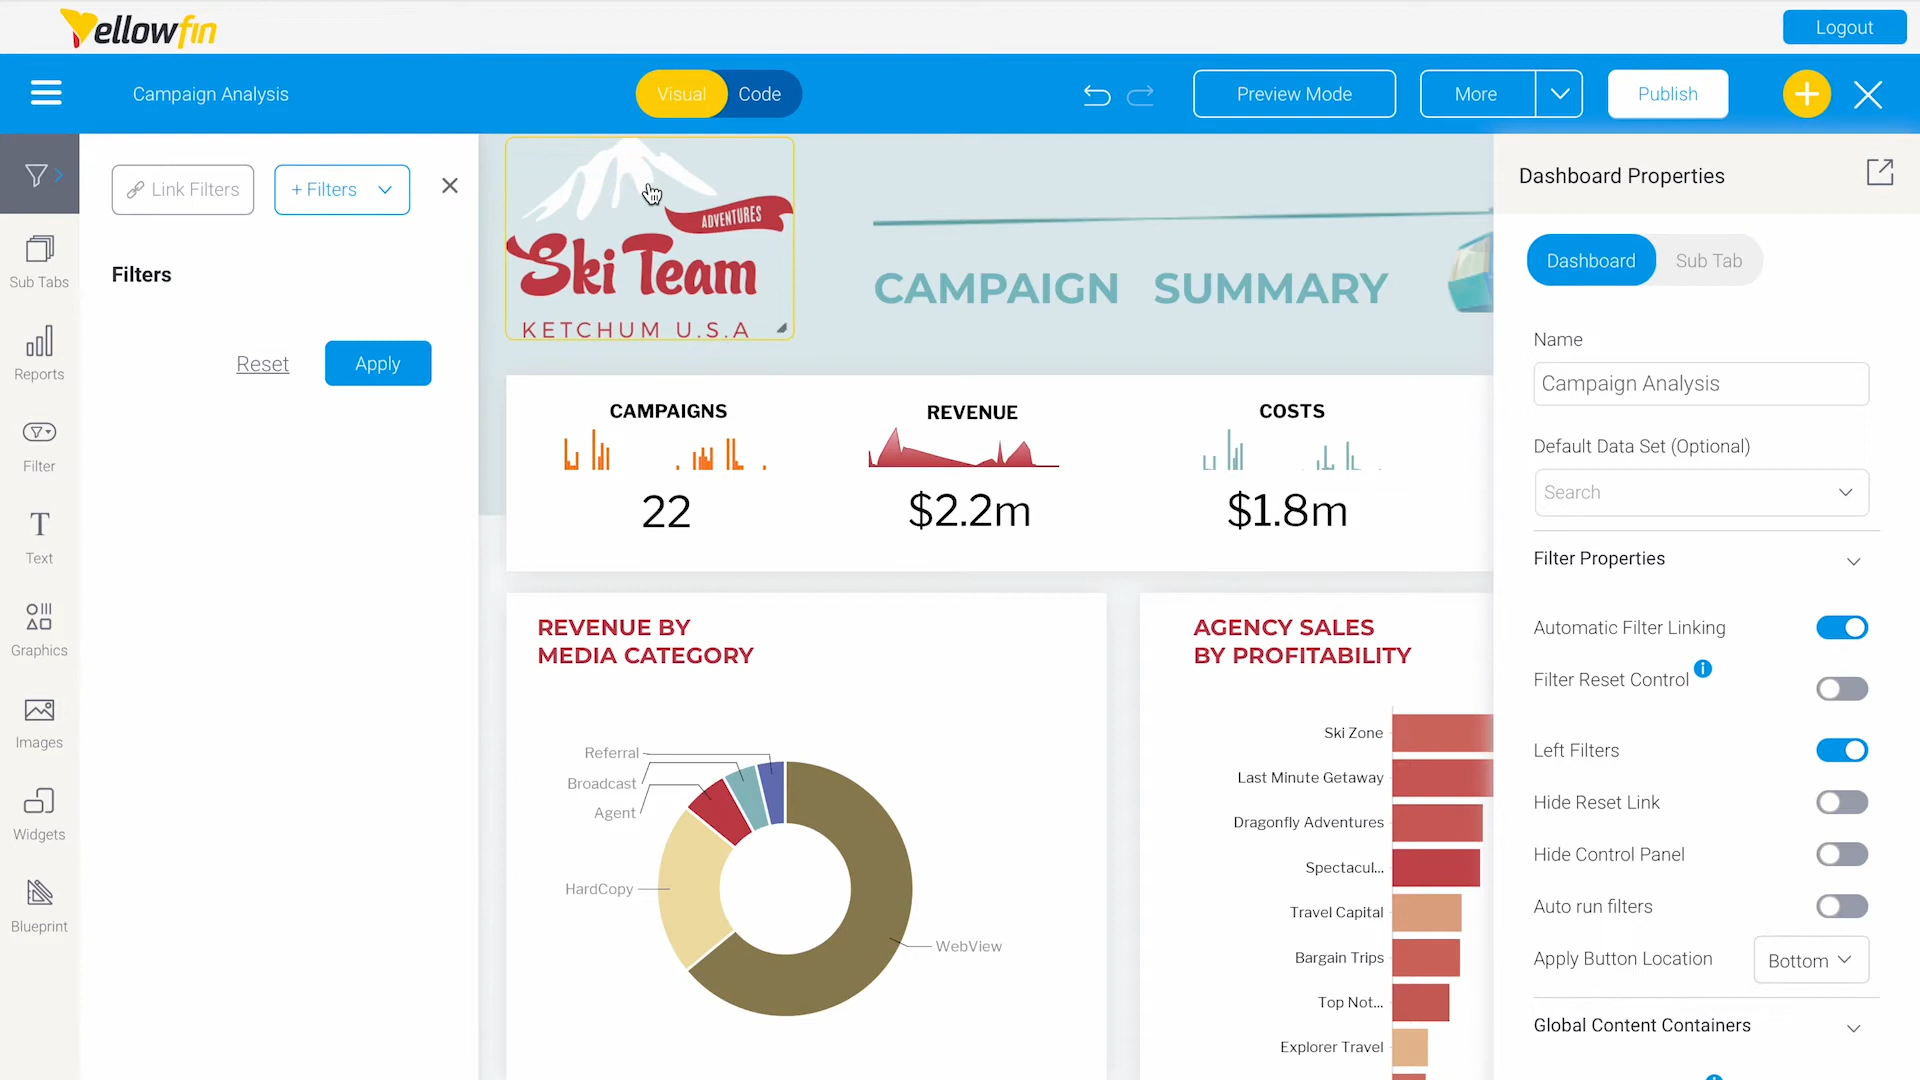 Yellowfin
Logout
Campaign Analysis
Visual
Code
Preview Mode
More
Publish
Link Filters
+ Filters
Filters
Reset
Apply
Sub Tabs
Reports
Filter
Text
Graphics
Images
Widgets
Blueprint
ADVENTURES
Ski Team
KETCHUM U.S.A
CAMPAIGN SUMMARY
CAMPAIGNS
22
REVENUE
$2.2m
COSTS
$1.8m
REVENUE BY
MEDIA CATEGORY
Referral
Broadcast
Agent
HardCopy
WebView
AGENCY SALES
BY PROFITABILITY
Ski Zone
Last Minute Getaway
Dragonfly Adventures
Spectacul...
Travel Capital
Bargain Trips
Top Not...
Explorer Travel
Dashboard Properties
Dashboard
Sub Tab
Name
Campaign Analysis
Default Data Set (Optional)
Search
Filter Properties
Automatic Filter Linking
Filter Reset Control
Left Filters
Hide Reset Link
Hide Control Panel
Auto run filters
Apply Button Location
Bottom
Global Content Containers